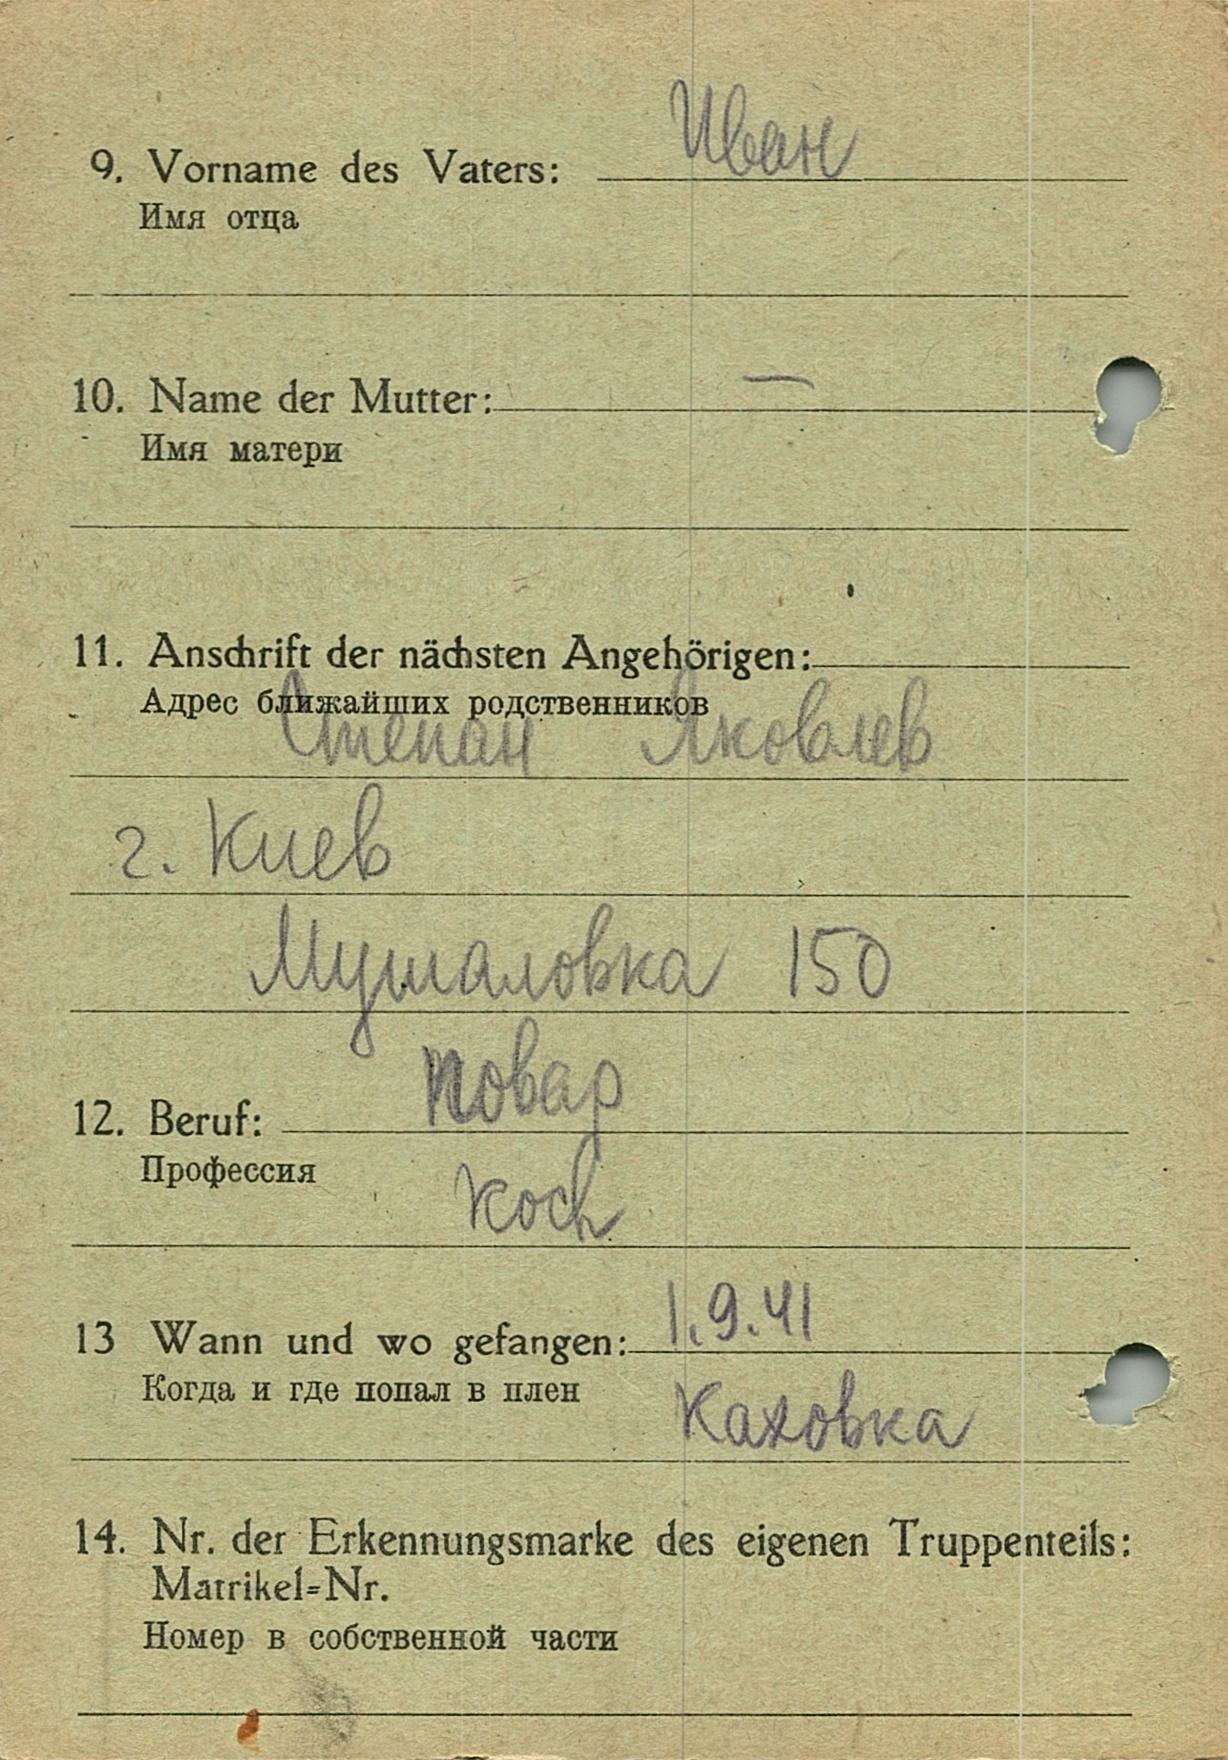 9. Vorname des Vaters: Иван
Имя отца
10. Name der Mutter: —
Имя матери
11. Anschrift der nächsten Angehörigen:
Адрес ближайших родственников
Степан Яковлев
г. Киев
Мушаловка 150
12. Beruf: повар
Профессия
Koch
13 Wann und wo gefangen: 1.9.41
Когда и где попал в плен
Каховка
14. Nr. der Erkennungsmarke des eigenen Truppenteils:
Matrikel=Nr.
Номер в собственной части